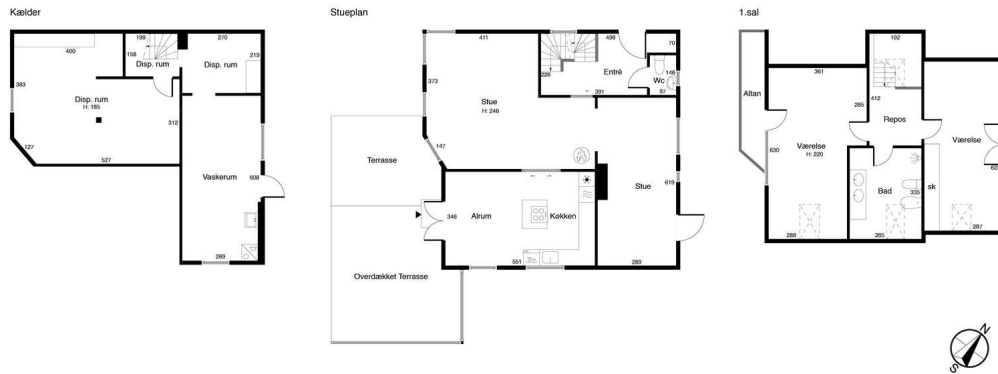 Kælder
400
199
158
Disp. rum
270
219
Disp. rum
383
Disp. rum
H: 185
312
127
527
Vaskerum
608
289
Stueplan
411
498
70
226
Entrè
146
Wc
97
391
373
Stue
H: 246
147
Terrasse
619
Stue
346
Alrum
Køkken
551
289
Overdækket Terrasse
1.sal
192
361
Altan
285
412
Repos
630
Værelse
H: 220
Værelse
Bad
335
sk
288
265
287
N
S